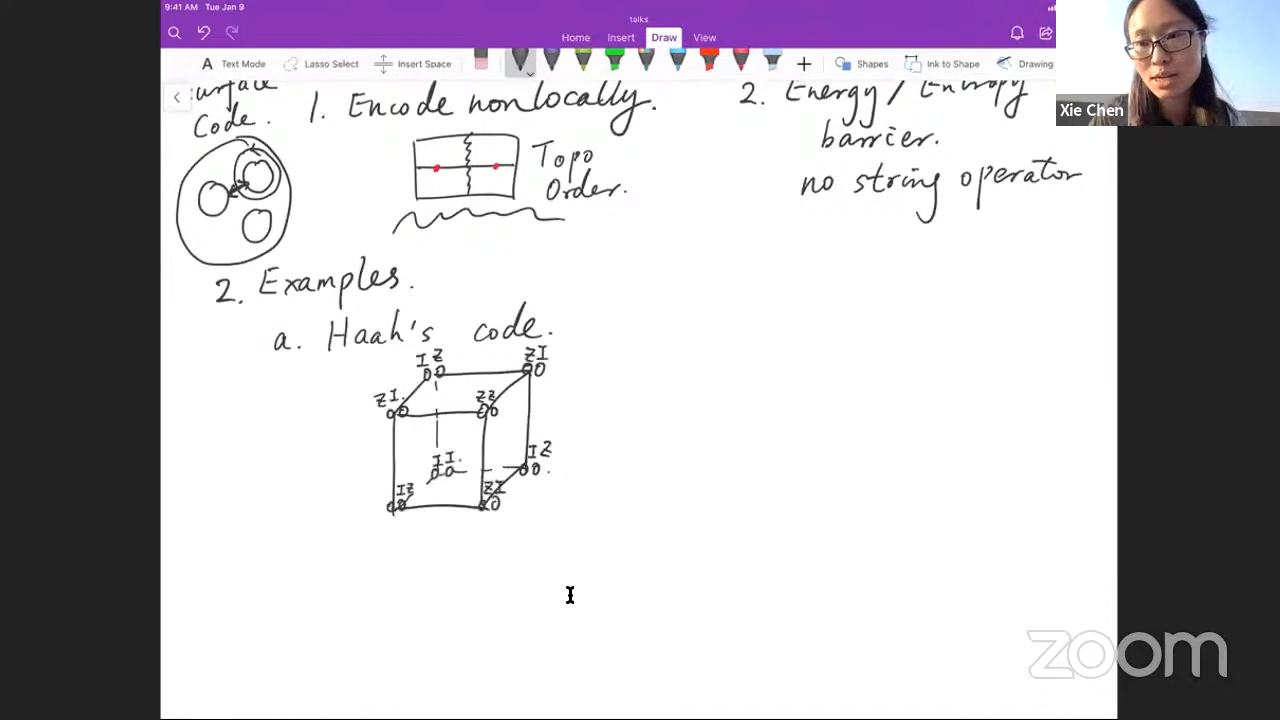 9:41 AM Tue Jan 9
talks
Home Insert Draw View
Text Mode Lasso Select Insert Space Shapes Ink to Shape Drawing
Xie Chen
urface
Code.
1. Encode nonlocally.
Topo
Order.
2. Energy / Entropy
barrier.
no string operator
2. Examples.
a. Haah's code.
IZ ZI
ZI. ZZ
II. IZ
IZ ZI
zoom